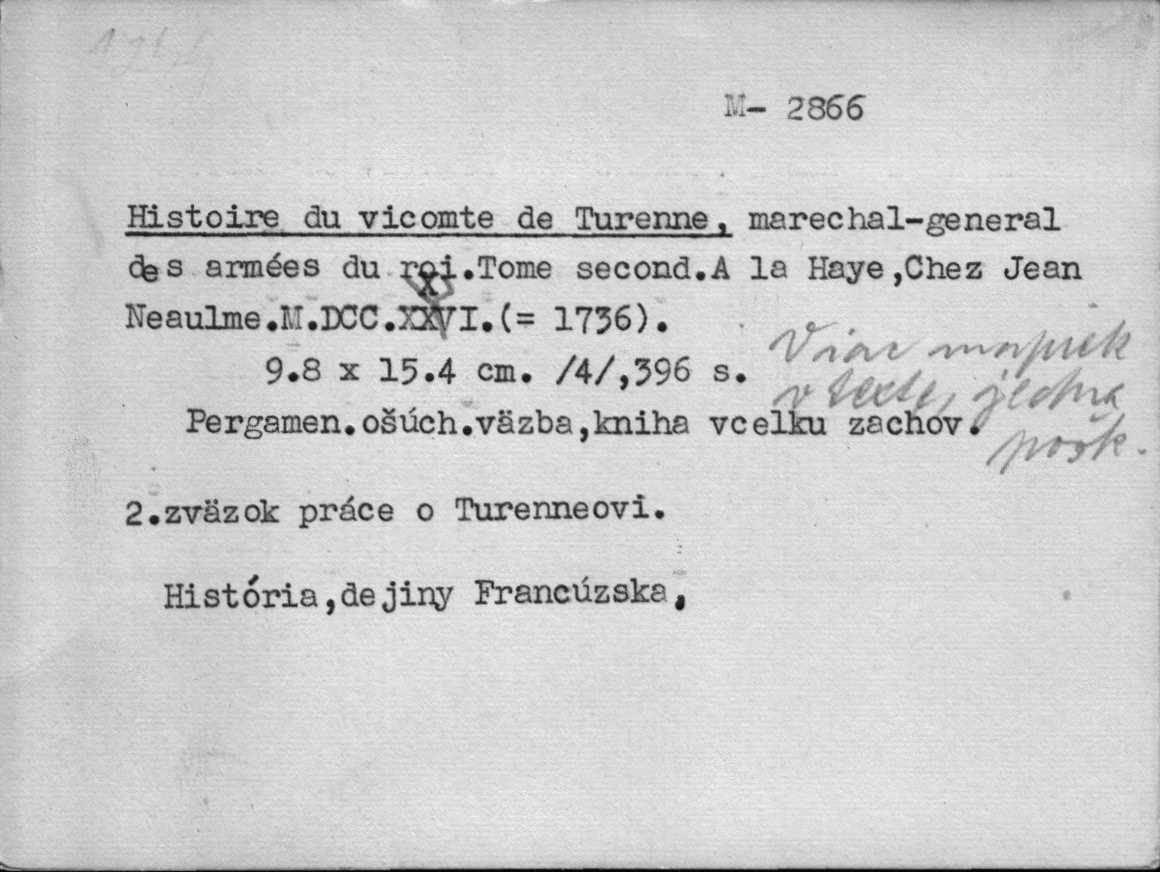 M- 2866
Histoire du vicomte de Turenne, marechal-general
des armées du roi.Tome second.A la Haye,Chez Jean
X
Neaulme.M.DCC.XXVI.(= 1736).
9.8 x 15.4 cm. /4/,396 s.
Viac mapiek
v texte, jedna
pošk.
Pergamen.ošúch.väzba,kniha vcelku zachov.
2.zväzok práce o Turenneovi.
História,dejiny Francúzska,